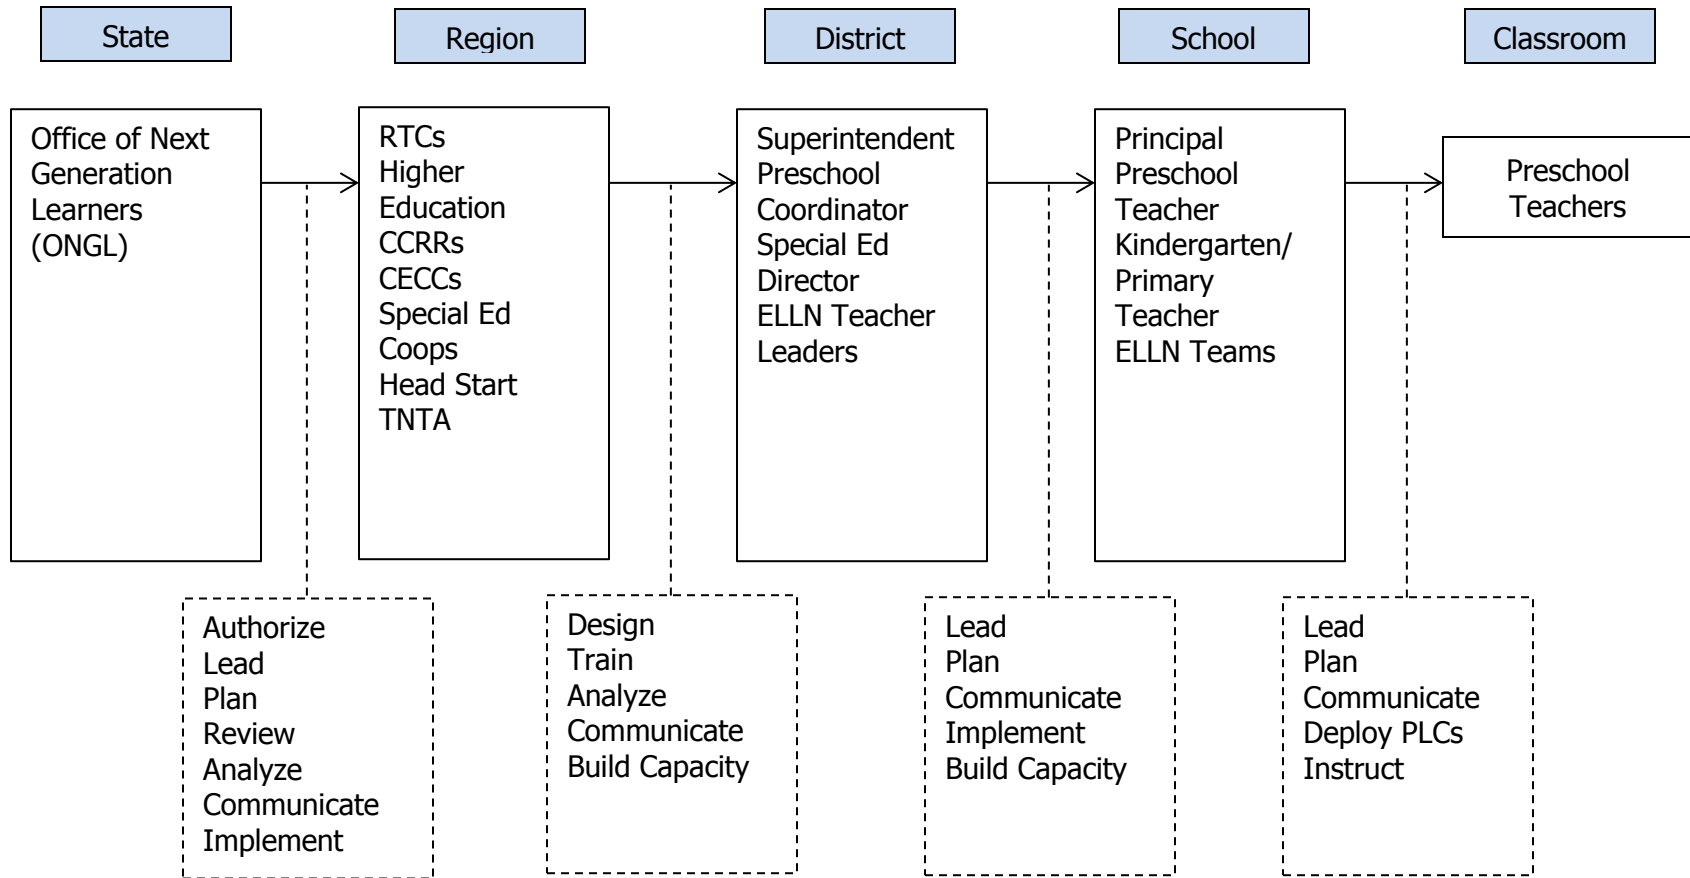 State
Region
District
School
Classroom
Office of Next
Generation
Learners
(ONGL)
RTCs
Higher
Education
CCRRs
CECCs
Special Ed
Coops
Head Start
TNTA
Superintendent
Preschool
Coordinator
Special Ed
Director
ELLN Teacher
Leaders
Principal
Preschool
Teacher
Kindergarten/
Primary
Teacher
ELLN Teams
Preschool
Teachers
Authorize
Lead
Plan
Review
Analyze
Communicate
Implement
Design
Train
Analyze
Communicate
Build Capacity
Lead
Plan
Communicate
Implement
Build Capacity
Lead
Plan
Communicate
Deploy PLCs
Instruct